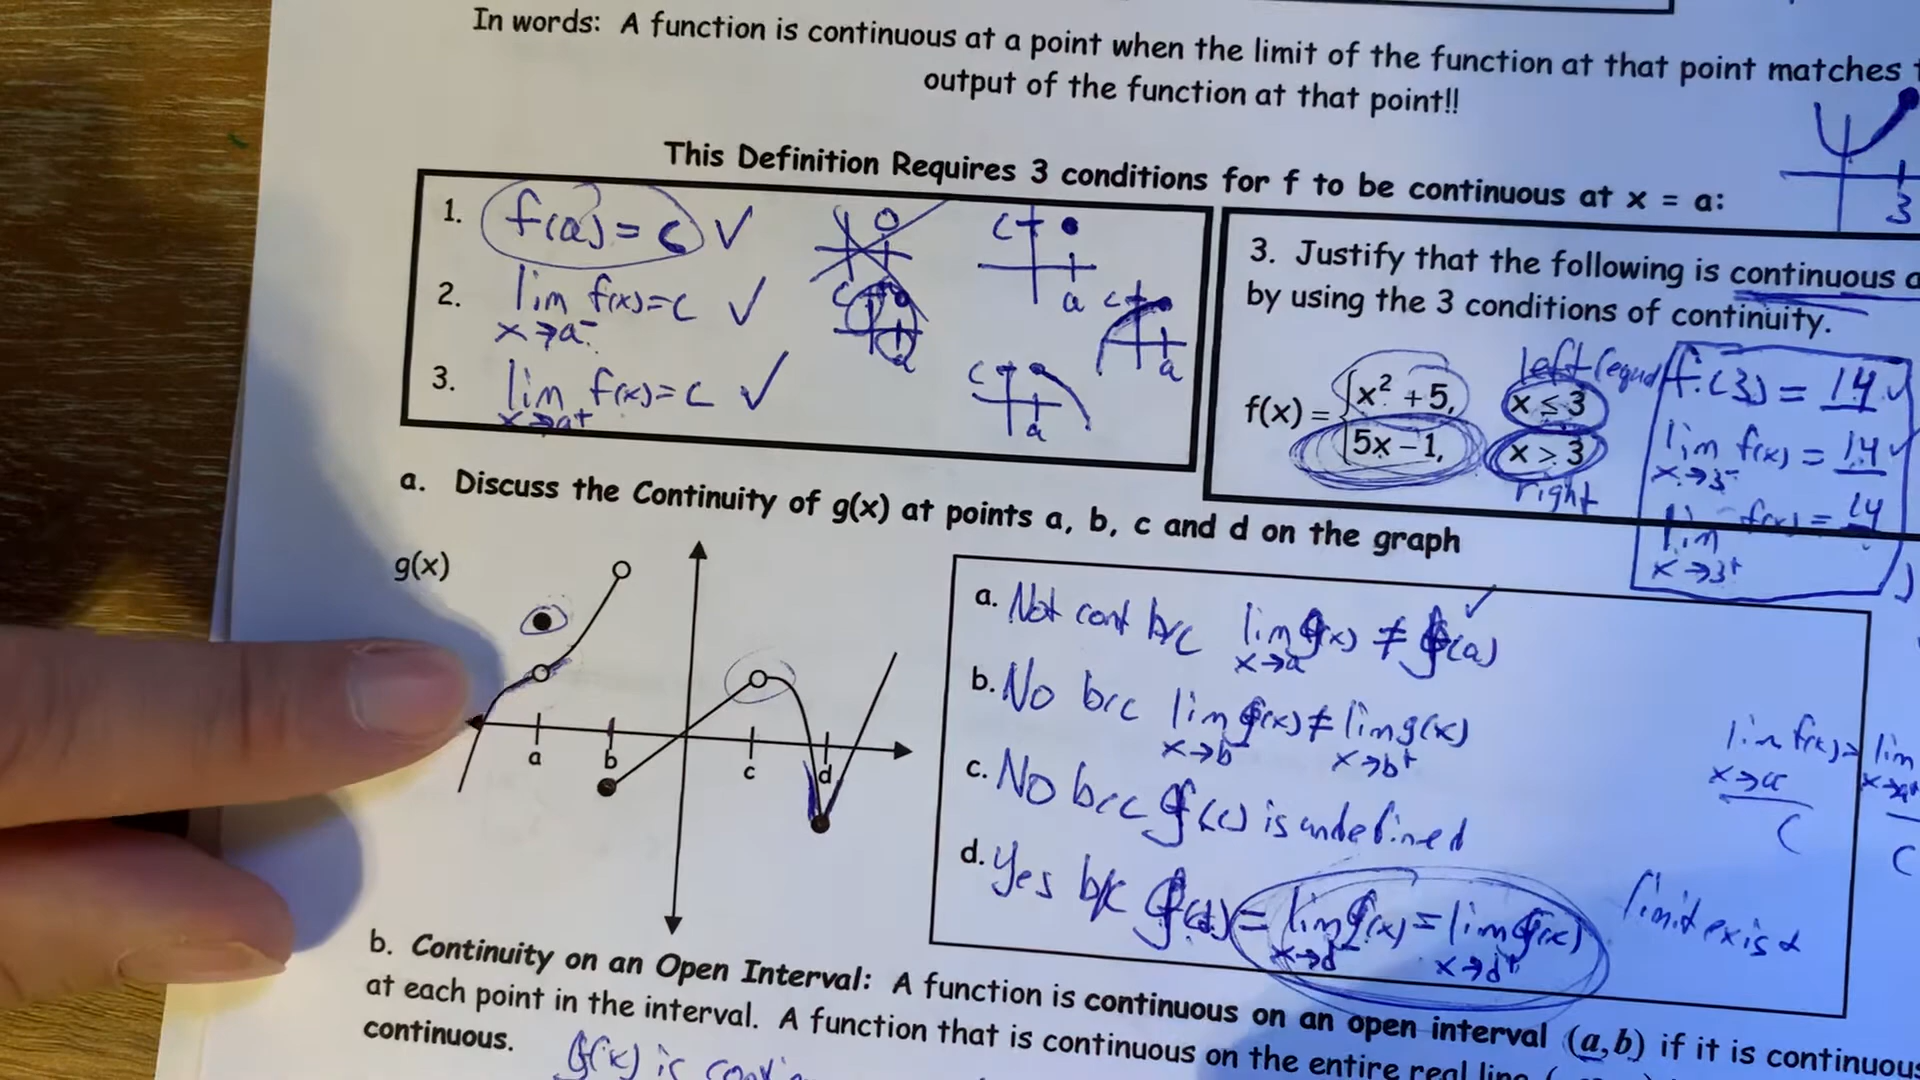 In words: A function is continuous at a point when the limit of the function at that point matches
output of the function at that point!!
This Definition Requires 3 conditions for f to be continuous at x = a:
1. f(a) = c ✓
2. lim f(x) = c ✓
x→a⁻
3. lim f(x) = c ✓
x→a⁺
c
a
c
a
c
a
c
a
3
3. Justify that the following is continuous
by using the 3 conditions of continuity.
f(x) = { x² + 5, x ≤ 3
5x – 1, x > 3
left
right
f(3) = 14 ✓
lim f(x) = 14 ✓
x→3⁻
lim f(x) = 14
x→3⁺
a. Discuss the Continuity of g(x) at points a, b, c and d on the graph
g(x)
a
b
c
d
a. Not cont b/c lim g(x) ≠ g(a) ✓
x→a
b. No b/c lim g(x) ≠ lim g(x)
x→b⁻ x→b⁺
c. No b/c g(c) is undefined
d. Yes b/c g(d) = lim g(x) = lim g(x)
x→d⁻ x→d⁺
limit exist
lim f(x) = lim
x→a⁻ x→a⁺
c c
b. Continuity on an Open Interval: A function is continuous on an open interval (a,b) if it is continuous
at each point in the interval. A function that is continuous on the entire real line (
continuous.
g(x) is